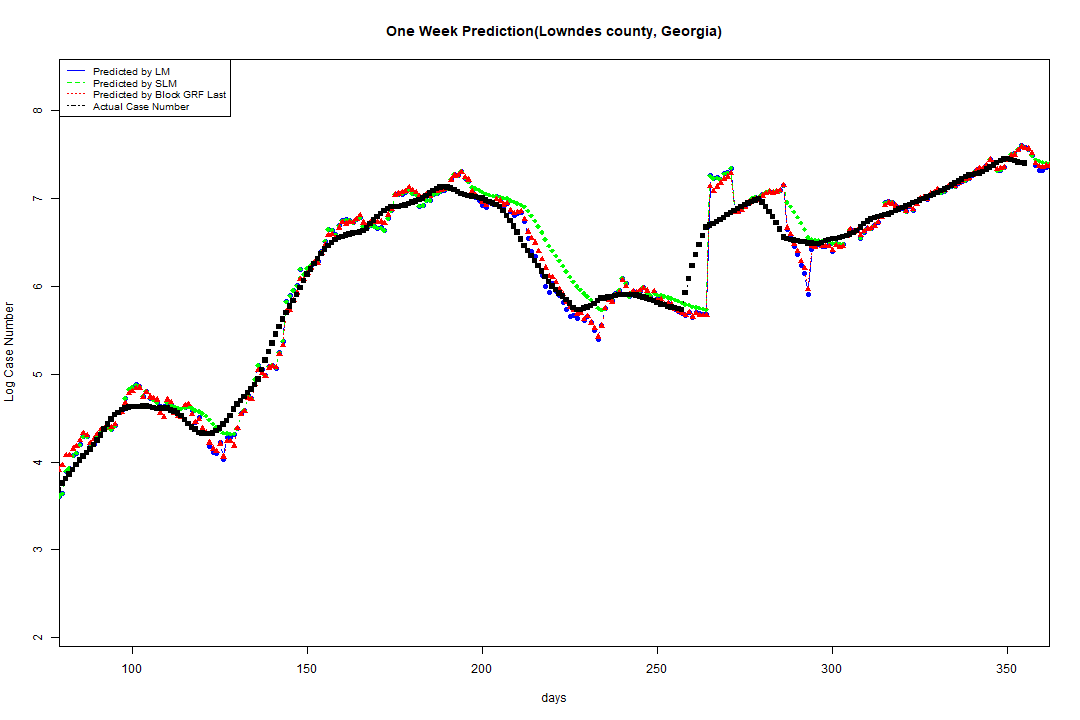 One Week Prediction(Lowndes county, Georgia)
Predicted by LM
Predicted by SLM
Predicted by Block GRF Last
Actual Case Number
8
7
6
5
4
3
2
Log Case Number
100 150 200 250 300 350
days